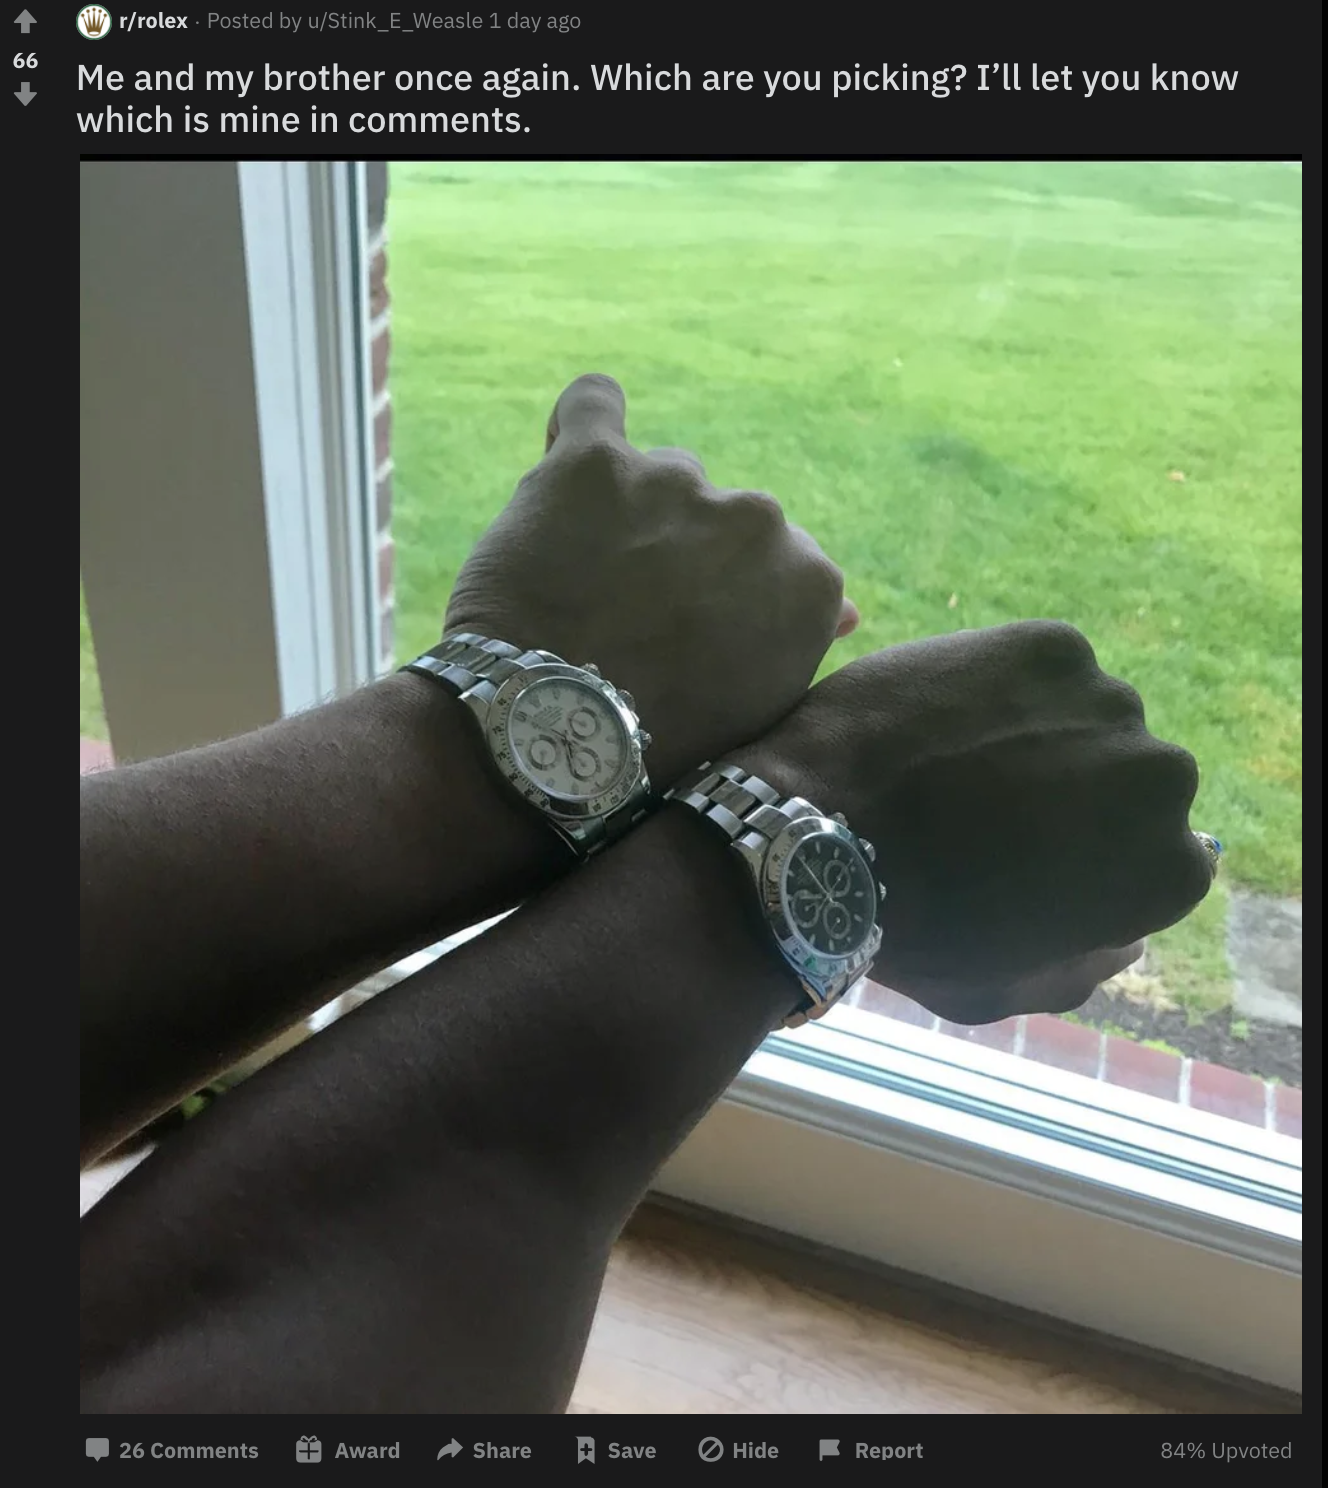 r/rolex · Posted by u/Stink_E_Weasle 1 day ago
66
Me and my brother once again. Which are you picking? I’ll let you know
which is mine in comments.
26 Comments Award Share Save Hide Report 84% Upvoted